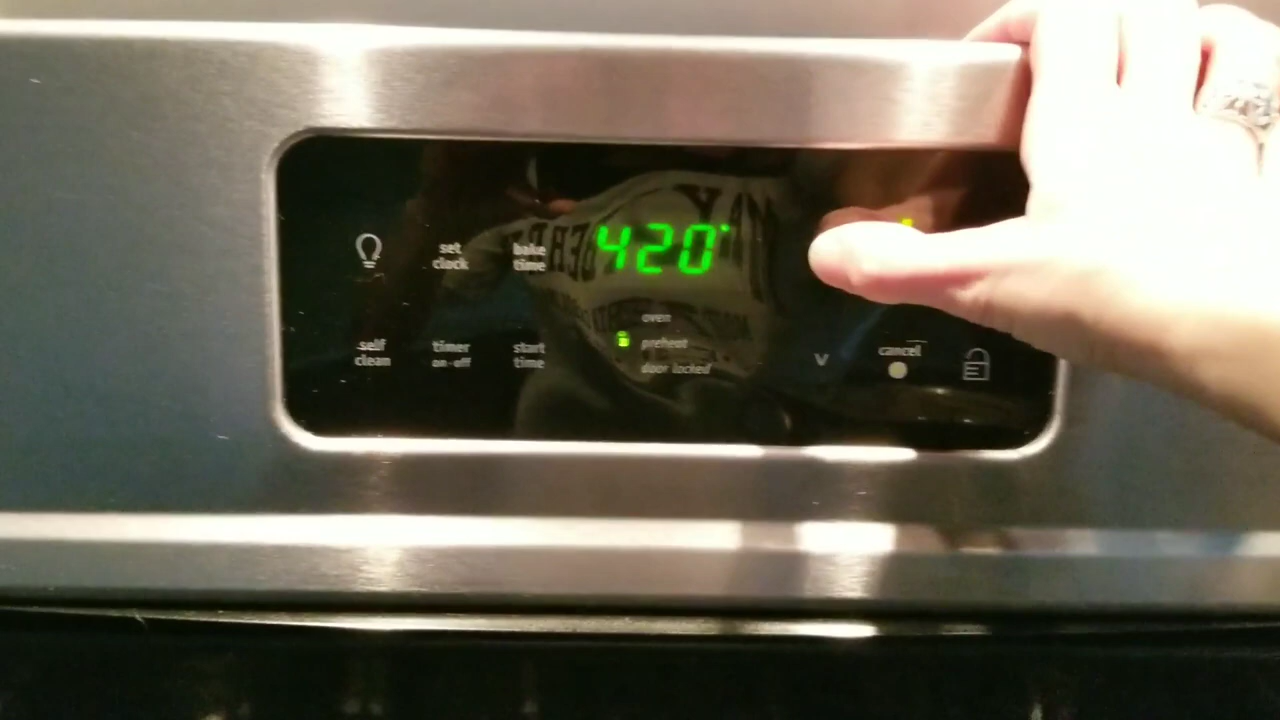 set
clock
bake
time
420°
self
clean
timer
on-off
start
time
oven
preheat
door locked
v
cancel